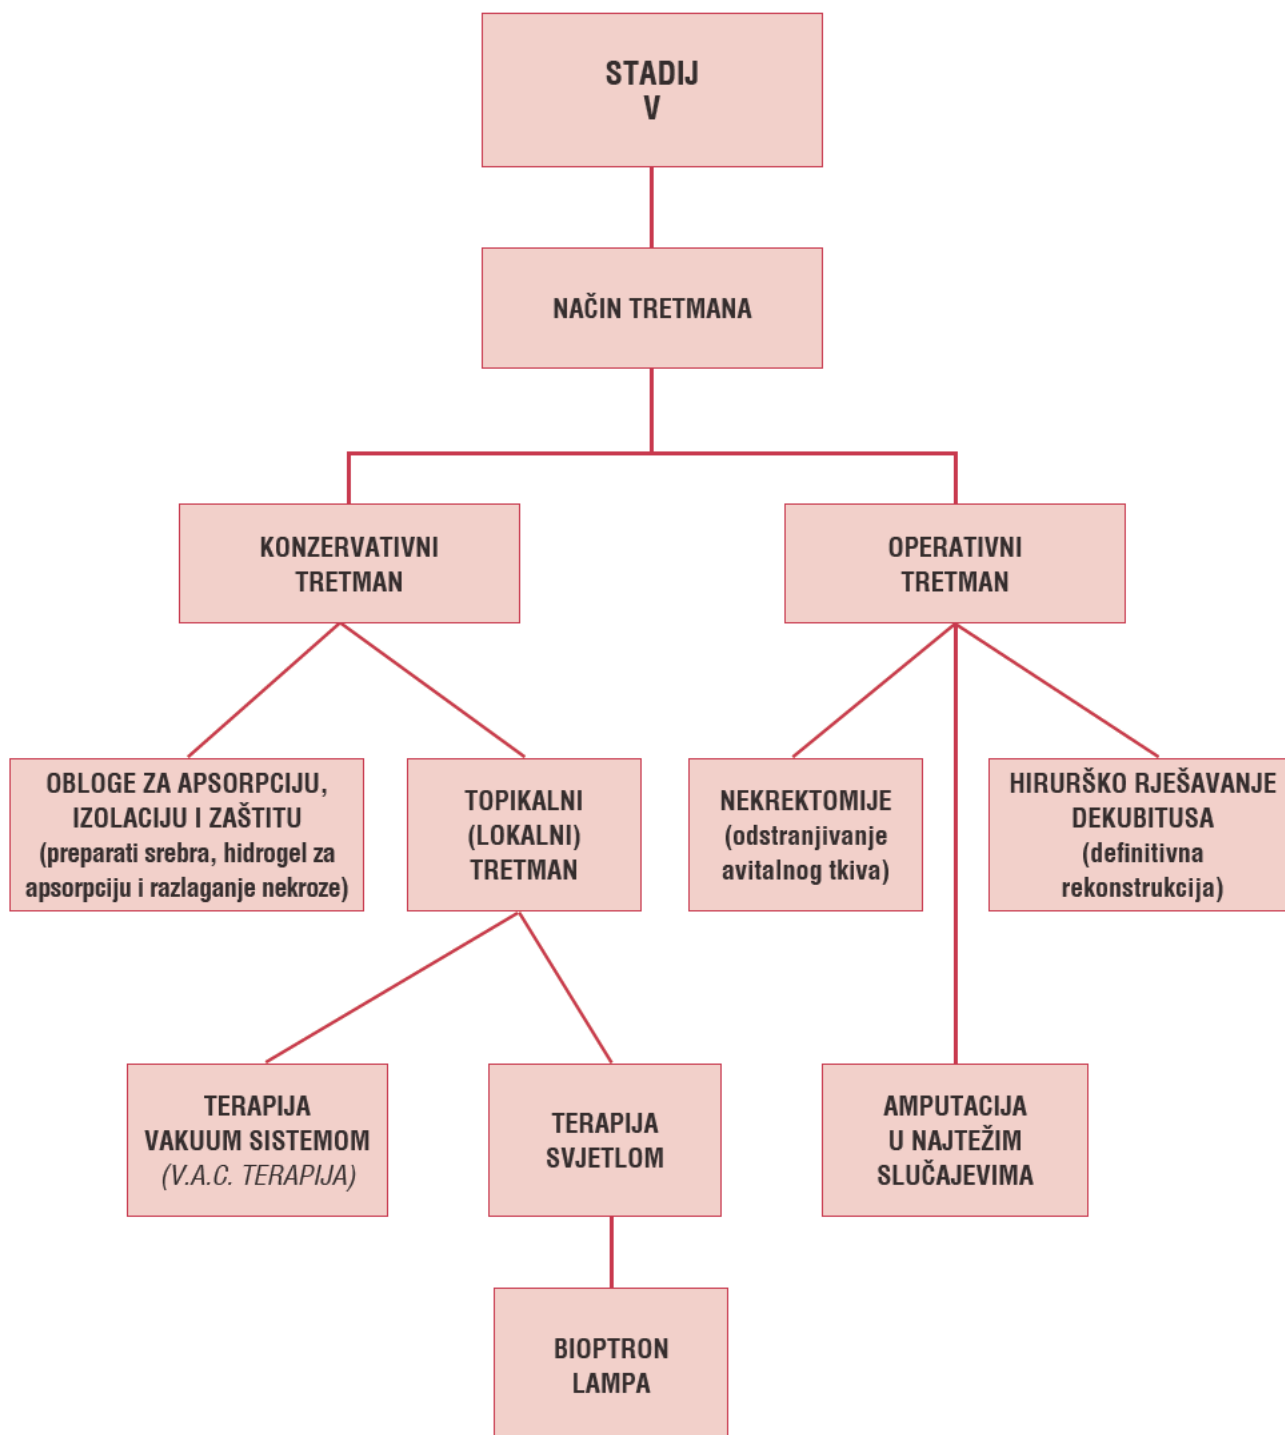 STADIJ
V
NAČIN TRETMANA
KONZERVATIVNI
TRETMAN
OPERATIVNI
TRETMAN
OBLOGE ZA APSORPCIJU,
IZOLACIJU I ZAŠTITU
(preparati srebra, hidrogel za
apsorpciju i razlaganje nekroze)
TOPIKALNI
(LOKALNI)
TRETMAN
NEKREKTOMIJE
(odstranjivanje
avitalnog tkiva)
HIRURŠKO RJEŠAVANJE
DEKUBITUSA
(definitivna
rekonstrukcija)
TERAPIJA
VAKUUM SISTEMOM
(V.A.C. TERAPIJA)
TERAPIJA
SVJETLOM
AMPUTACIJA
U NAJTEŽIM
SLUČAJEVIMA
BIOPTRON
LAMPA